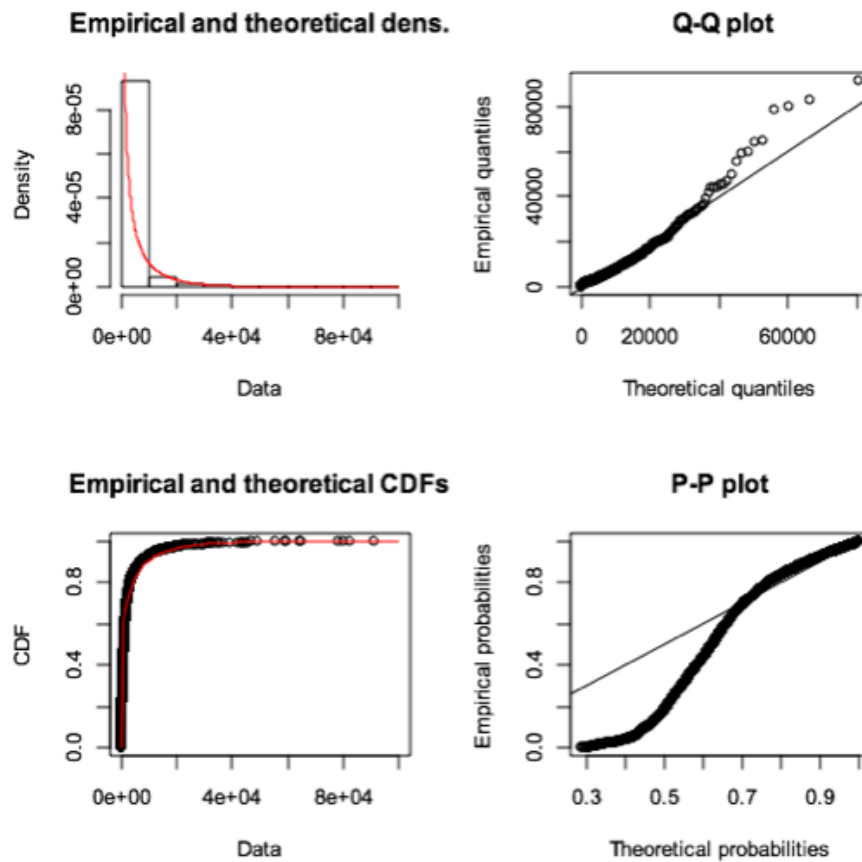 Empirical and theoretical dens.
Density
0e+00 4e-05 8e-05
0e+00 4e+04 8e+04
Data
Q-Q plot
Empirical quantiles
0 40000 80000
0 20000 60000
Theoretical quantiles
Empirical and theoretical CDFs
CDF
0.0 0.4 0.8
0e+00 4e+04 8e+04
Data
P-P plot
Empirical probabilities
0.0 0.4 0.8
0.3 0.5 0.7 0.9
Theoretical probabilities